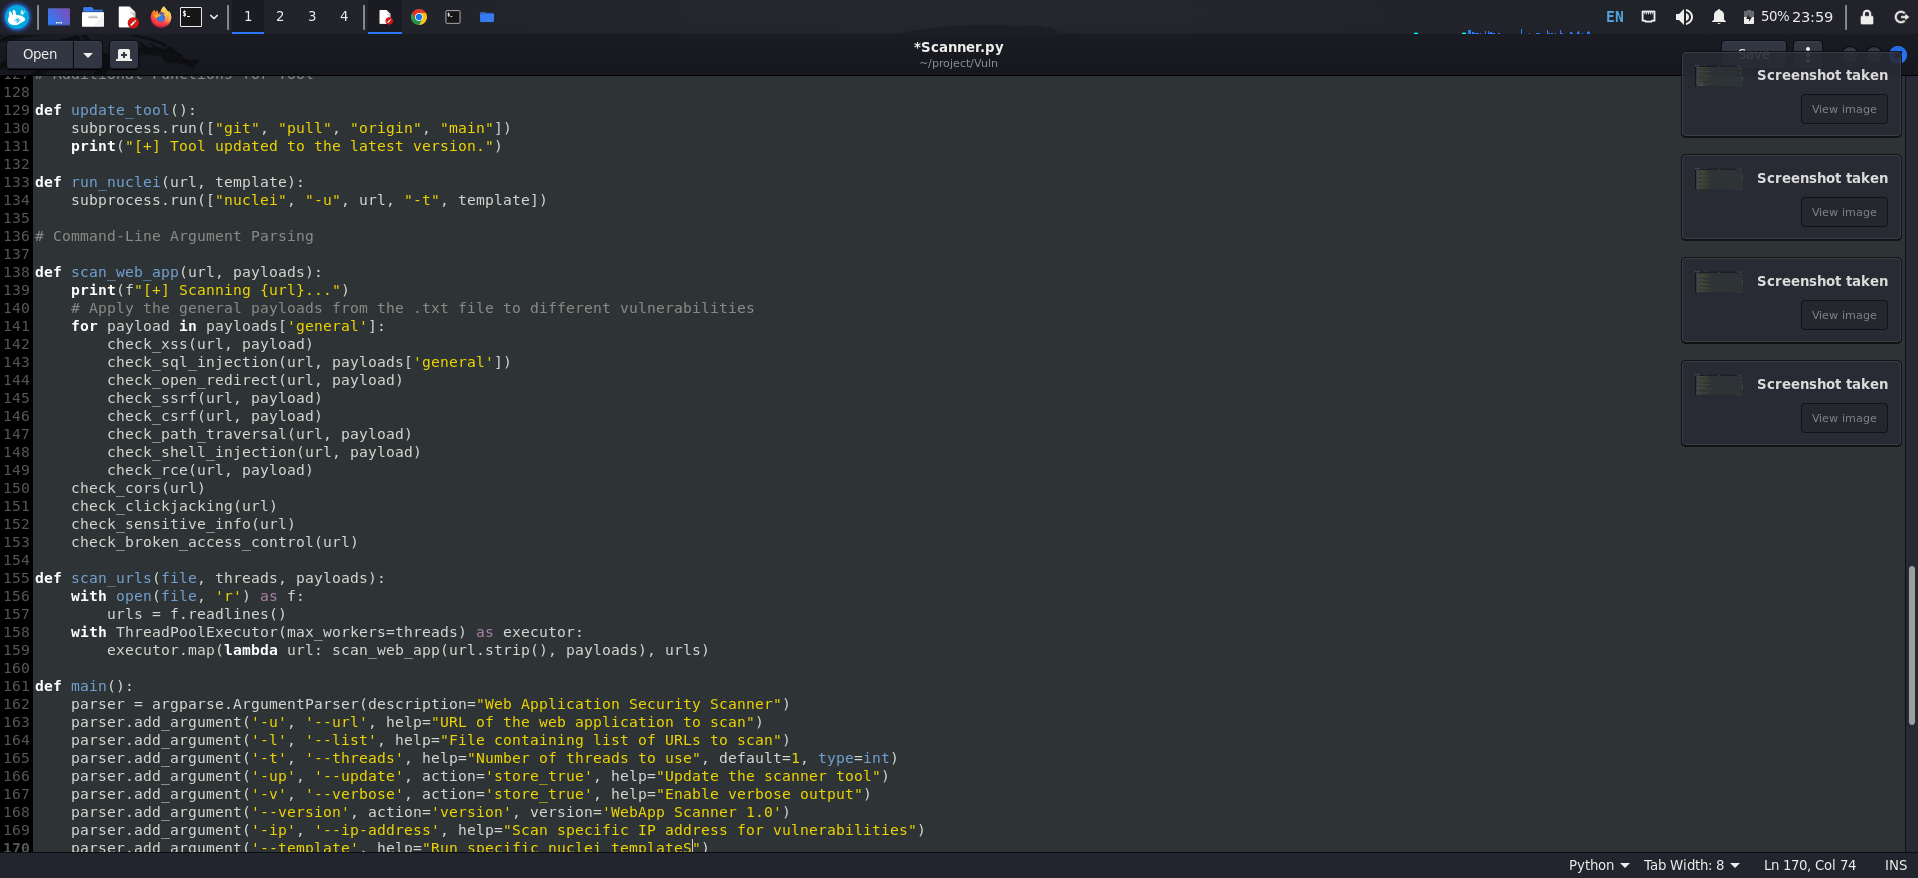 1 2 3 4 EN 50% 23:59
Open *Scanner.py Save
~/project/Vuln
127 # Additional Functions for Tool
128
129 def update_tool():
130     subprocess.run(["git", "pull", "origin", "main"])
131     print("[+] Tool updated to the latest version.")
132
133 def run_nuclei(url, template):
134     subprocess.run(["nuclei", "-u", url, "-t", template])
135
136 # Command-Line Argument Parsing
137
138 def scan_web_app(url, payloads):
139     print(f"[+] Scanning {url}...")
140     # Apply the general payloads from the .txt file to different vulnerabilities
141     for payload in payloads['general']:
142         check_xss(url, payload)
143         check_sql_injection(url, payloads['general'])
144         check_open_redirect(url, payload)
145         check_ssrf(url, payload)
146         check_csrf(url, payload)
147         check_path_traversal(url, payload)
148         check_shell_injection(url, payload)
149         check_rce(url, payload)
150     check_cors(url)
151     check_clickjacking(url)
152     check_sensitive_info(url)
153     check_broken_access_control(url)
154
155 def scan_urls(file, threads, payloads):
156     with open(file, 'r') as f:
157         urls = f.readlines()
158     with ThreadPoolExecutor(max_workers=threads) as executor:
159         executor.map(lambda url: scan_web_app(url.strip(), payloads), urls)
160
161 def main():
162     parser = argparse.ArgumentParser(description="Web Application Security Scanner")
163     parser.add_argument('-u', '--url', help="URL of the web application to scan")
164     parser.add_argument('-l', '--list', help="File containing list of URLs to scan")
165     parser.add_argument('-t', '--threads', help="Number of threads to use", default=1, type=int)
166     parser.add_argument('-up', '--update', action='store_true', help="Update the scanner tool")
167     parser.add_argument('-v', '--verbose', action='store_true', help="Enable verbose output")
168     parser.add_argument('--version', action='version', version='WebApp Scanner 1.0')
169     parser.add_argument('-ip', '--ip-address', help="Scan specific IP address for vulnerabilities")
170     parser.add_argument('--template', help="Run specific nuclei templateS")
Screenshot taken
View image
Screenshot taken
View image
Screenshot taken
View image
Screenshot taken
View image
Python Tab Width: 8 Ln 170, Col 74 INS